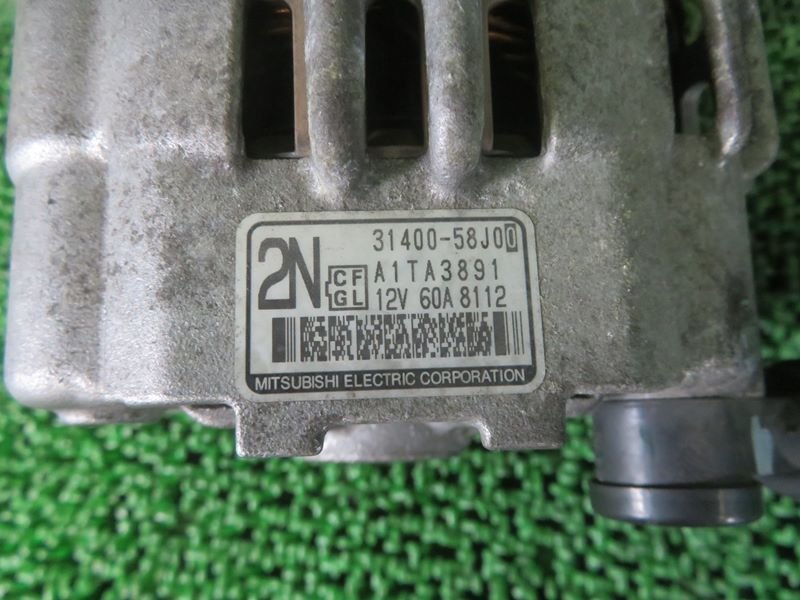 2N
31400-58J00
CF
GL
A1TA3891
12V 60A 8112
MITSUBISHI ELECTRIC CORPORATION